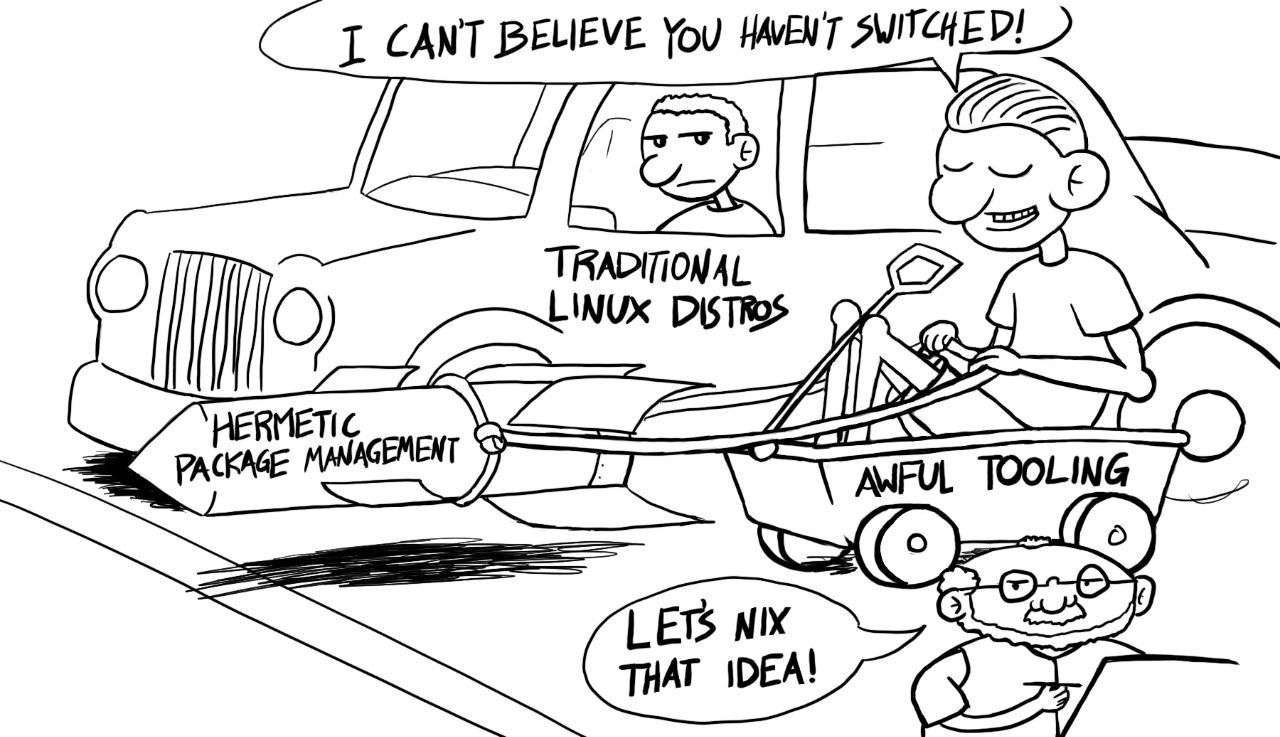 I CAN'T BELIEVE YOU HAVEN'T SWITCHED!
TRADITIONAL
LINUX DISTROS
HERMETIC
PACKAGE MANAGEMENT
AWFUL TOOLING
LET'S NIX
THAT IDEA!